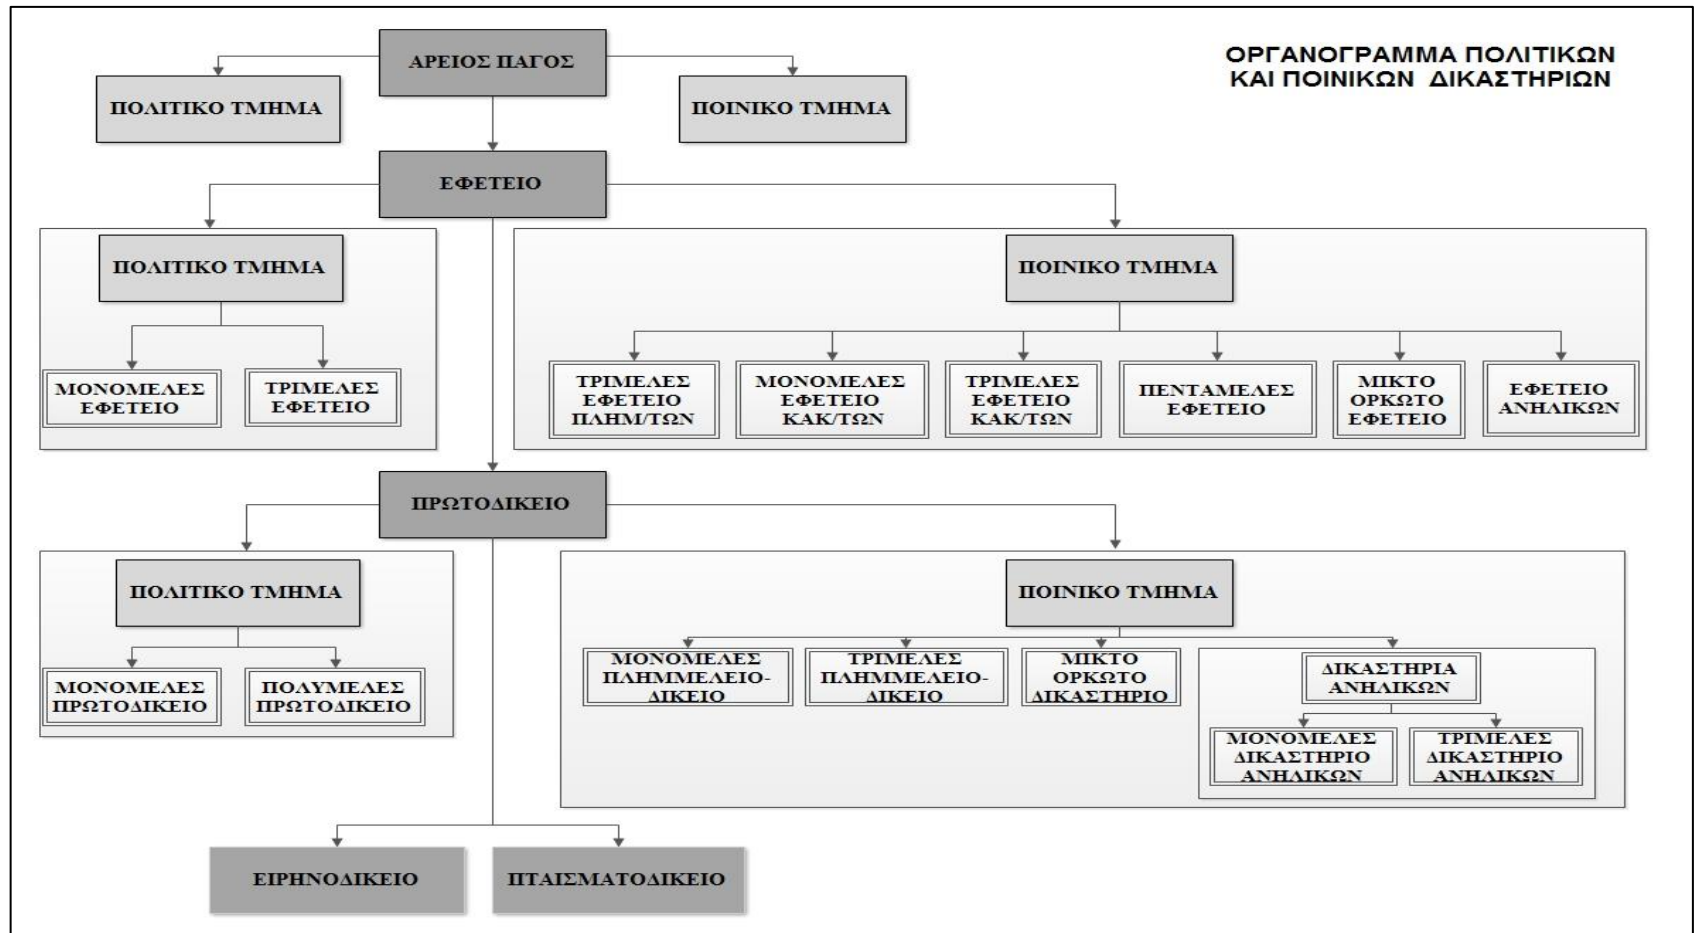 ΟΡΓΑΝΟΓΡΑΜΜΑ ΠΟΛΙΤΙΚΩΝ
ΚΑΙ ΠΟΙΝΙΚΩΝ ΔΙΚΑΣΤΗΡΙΩΝ
ΑΡΕΙΟΣ ΠΑΓΟΣ
ΠΟΛΙΤΙΚΟ ΤΜΗΜΑ
ΠΟΙΝΙΚΟ ΤΜΗΜΑ
ΕΦΕΤΕΙΟ
ΠΟΛΙΤΙΚΟ ΤΜΗΜΑ
ΜΟΝΟΜΕΛΕΣ
ΕΦΕΤΕΙΟ
ΤΡΙΜΕΛΕΣ
ΕΦΕΤΕΙΟ
ΠΟΙΝΙΚΟ ΤΜΗΜΑ
ΤΡΙΜΕΛΕΣ
ΕΦΕΤΕΙΟ
ΠΛΗΜ/ΤΩΝ
ΜΟΝΟΜΕΛΕΣ
ΕΦΕΤΕΙΟ
ΚΑΚ/ΤΩΝ
ΤΡΙΜΕΛΕΣ
ΕΦΕΤΕΙΟ
ΚΑΚ/ΤΩΝ
ΠΕΝΤΑΜΕΛΕΣ
ΕΦΕΤΕΙΟ
ΜΙΚΤΟ
ΟΡΚΩΤΟ
ΕΦΕΤΕΙΟ
ΕΦΕΤΕΙΟ
ΑΝΗΛΙΚΩΝ
ΠΡΩΤΟΔΙΚΕΙΟ
ΠΟΛΙΤΙΚΟ ΤΜΗΜΑ
ΜΟΝΟΜΕΛΕΣ
ΠΡΩΤΟΔΙΚΕΙΟ
ΠΟΛΥΜΕΛΕΣ
ΠΡΩΤΟΔΙΚΕΙΟ
ΠΟΙΝΙΚΟ ΤΜΗΜΑ
ΜΟΝΟΜΕΛΕΣ
ΠΛΗΜΜΕΛΕΙΟ-
ΔΙΚΕΙΟ
ΤΡΙΜΕΛΕΣ
ΠΛΗΜΜΕΛΕΙΟ-
ΔΙΚΕΙΟ
ΜΙΚΤΟ
ΟΡΚΩΤΟ
ΔΙΚΑΣΤΗΡΙΟ
ΔΙΚΑΣΤΗΡΙΑ
ΑΝΗΛΙΚΩΝ
ΜΟΝΟΜΕΛΕΣ
ΔΙΚΑΣΤΗΡΙΟ
ΑΝΗΛΙΚΩΝ
ΤΡΙΜΕΛΕΣ
ΔΙΚΑΣΤΗΡΙΟ
ΑΝΗΛΙΚΩΝ
ΕΙΡΗΝΟΔΙΚΕΙΟ
ΠΤΑΙΣΜΑΤΟΔΙΚΕΙΟ